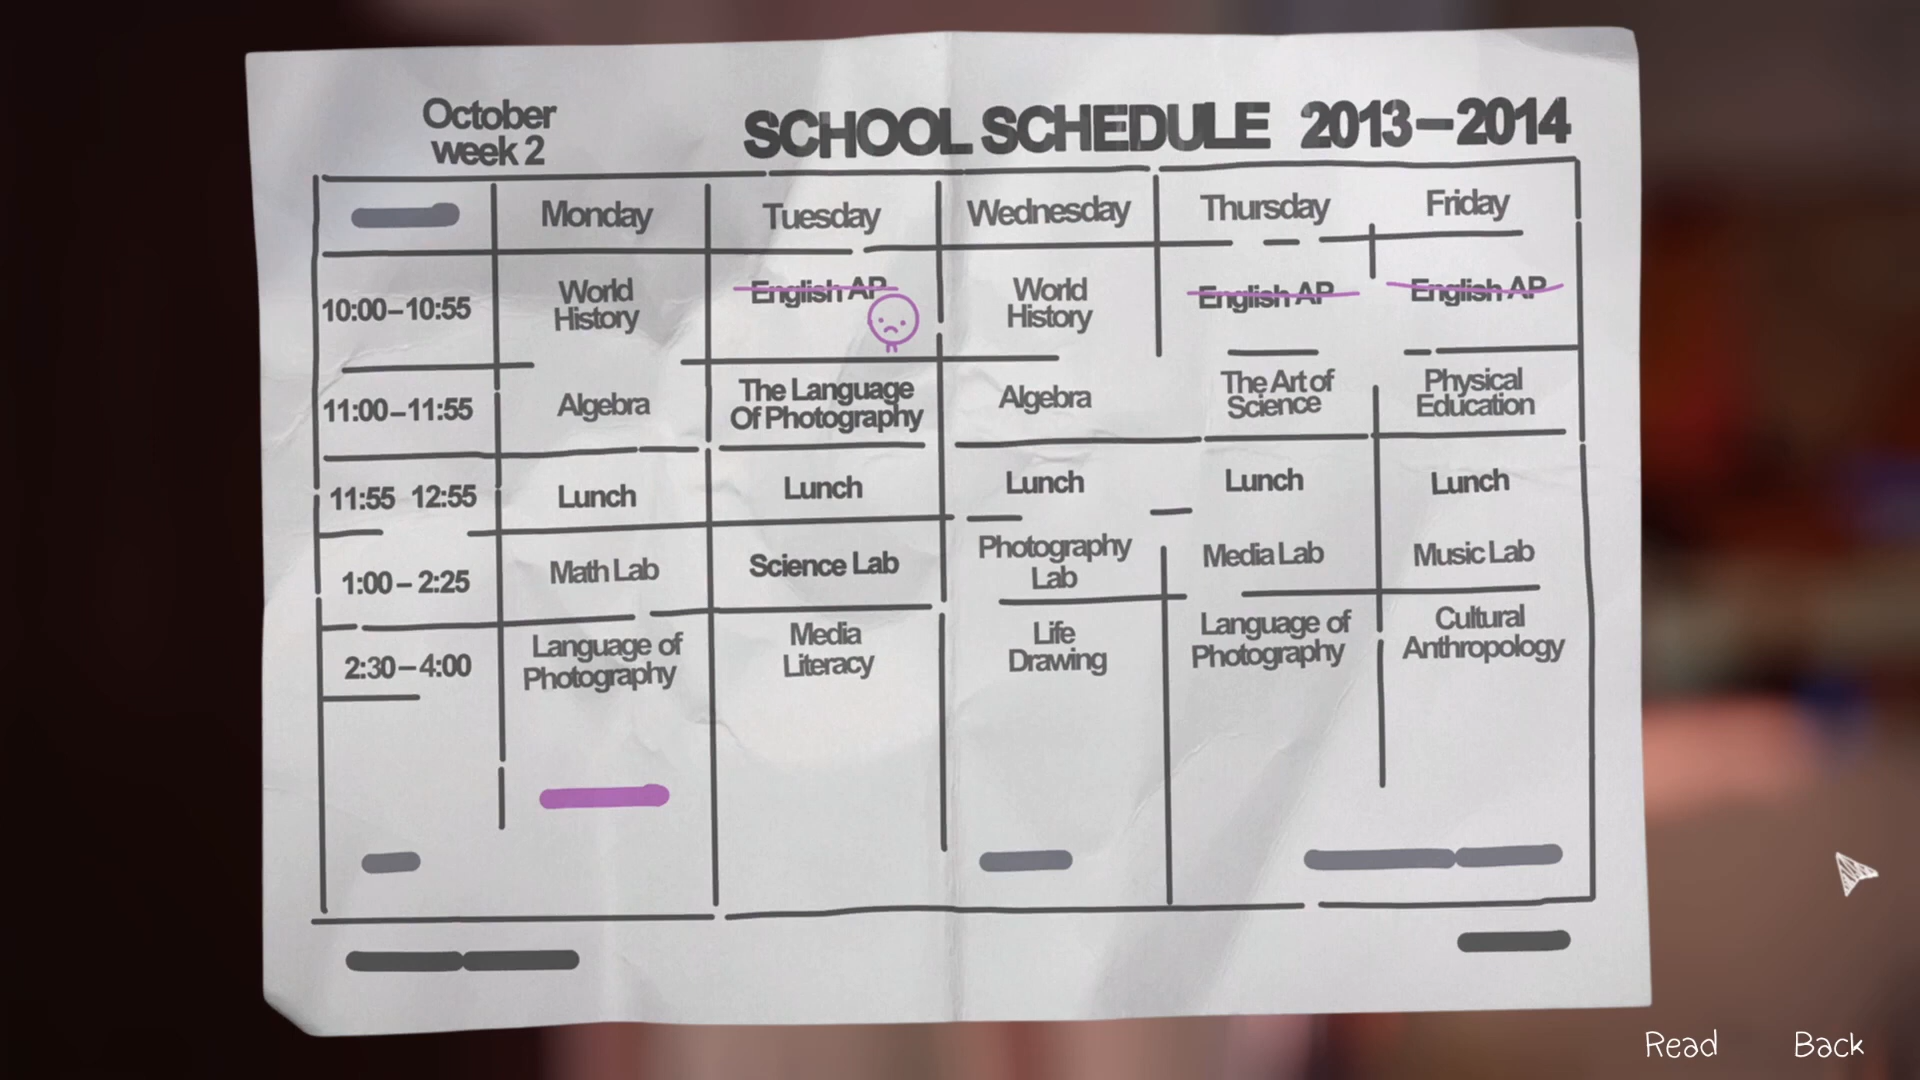 October
week 2
SCHOOL SCHEDULE 2013-2014
Monday Tuesday Wednesday Thursday Friday
10:00-10:55
World
History
English AP
World
History
English AP
English AP
11:00-11:55
Algebra
The Language
Of Photography
Algebra
The Art of
Science
Physical
Education
11:55 12:55
Lunch
Lunch
Lunch
Lunch
Lunch
1:00-2:25
Math Lab
Science Lab
Photography
Lab
Media Lab
Music Lab
2:30-4:00
Language of
Photography
Media
Literacy
Life
Drawing
Language of
Photography
Cultural
Anthropology
Read Back